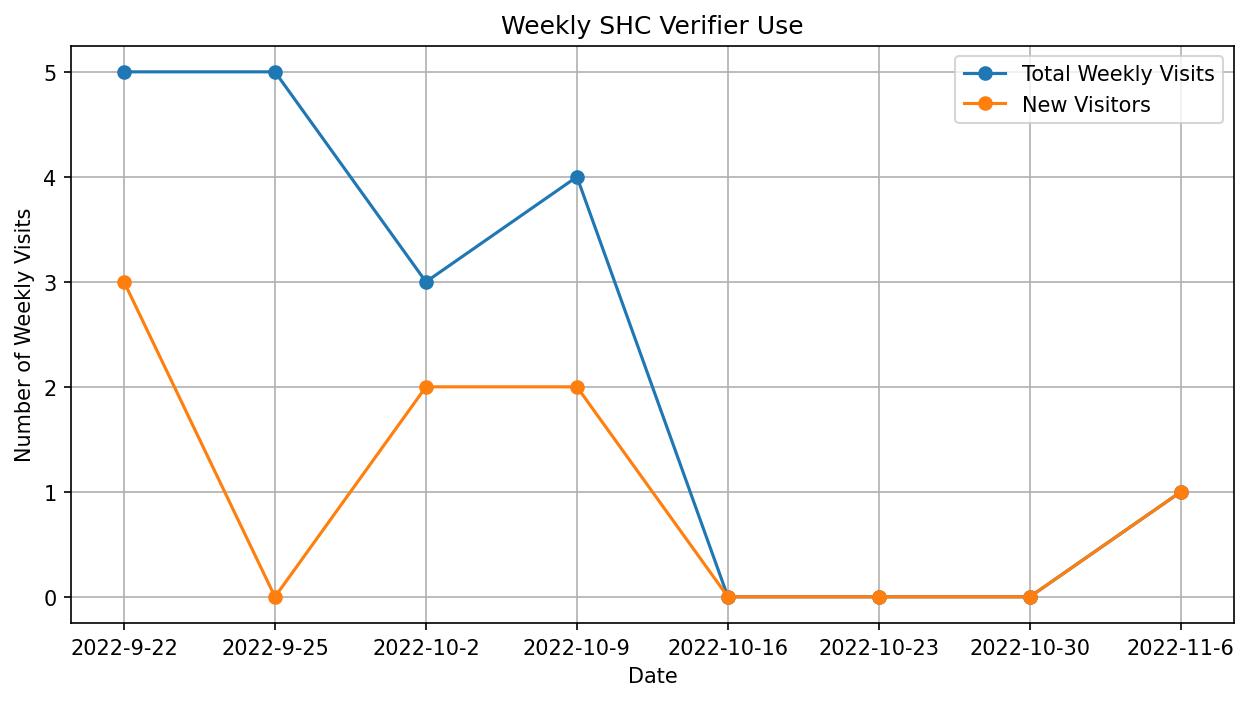 Weekly SHC Verifier Use
Total Weekly Visits
New Visitors
Number of Weekly Visits
5
4
3
2
1
0
2022-9-22 2022-9-25 2022-10-2 2022-10-9 2022-10-16 2022-10-23 2022-10-30 2022-11-6
Date